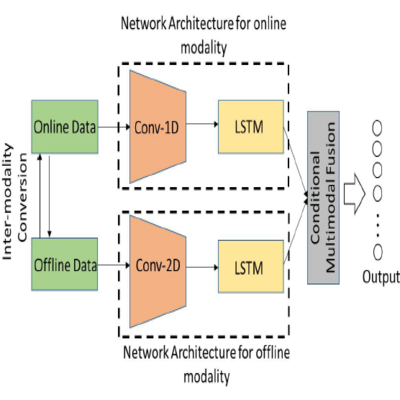 Network Architecture for online
modality
Online Data
Conv-1D
LSTM
Inter-modality
Conversion
Conditional
Multimodal Fusion
Offline Data
Conv-2D
LSTM
Output
Network Architecture for offline
modality